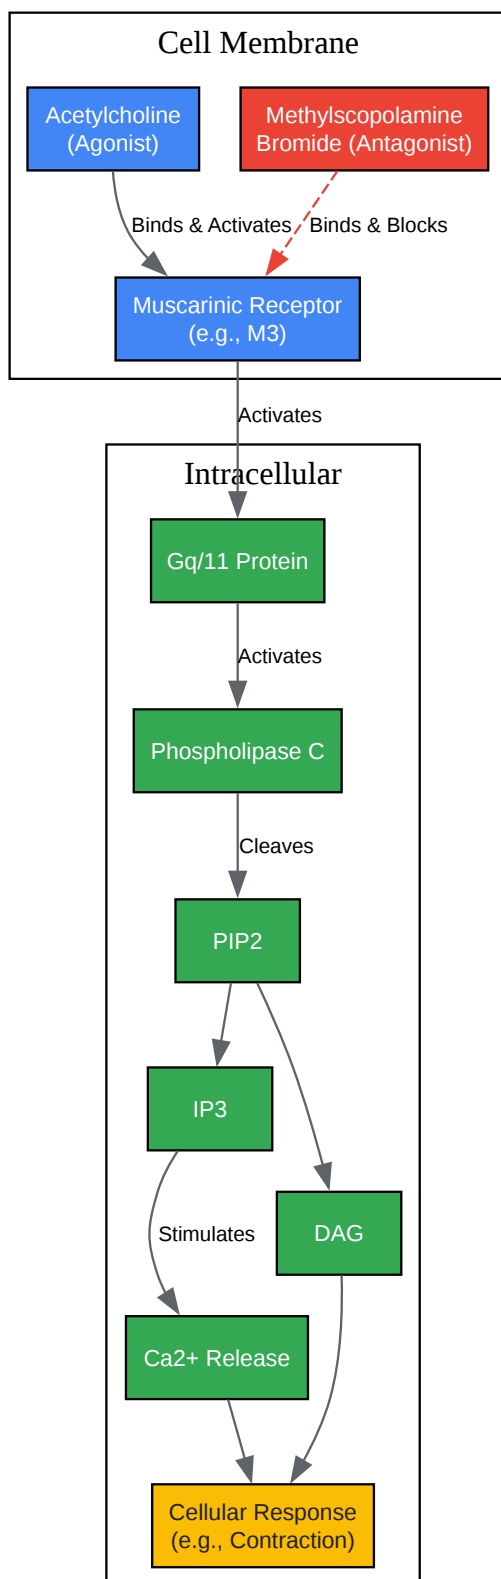 Cell Membrane
Acetylcholine
(Agonist)
Methylscopolamine
Bromide (Antagonist)
Binds & Activates
Binds & Blocks
Muscarinic Receptor
(e.g., M3)
Activates
Intracellular
Gq/11 Protein
Activates
Phospholipase C
Cleaves
PIP2
IP3
DAG
Stimulates
Ca2+ Release
Cellular Response
(e.g., Contraction)